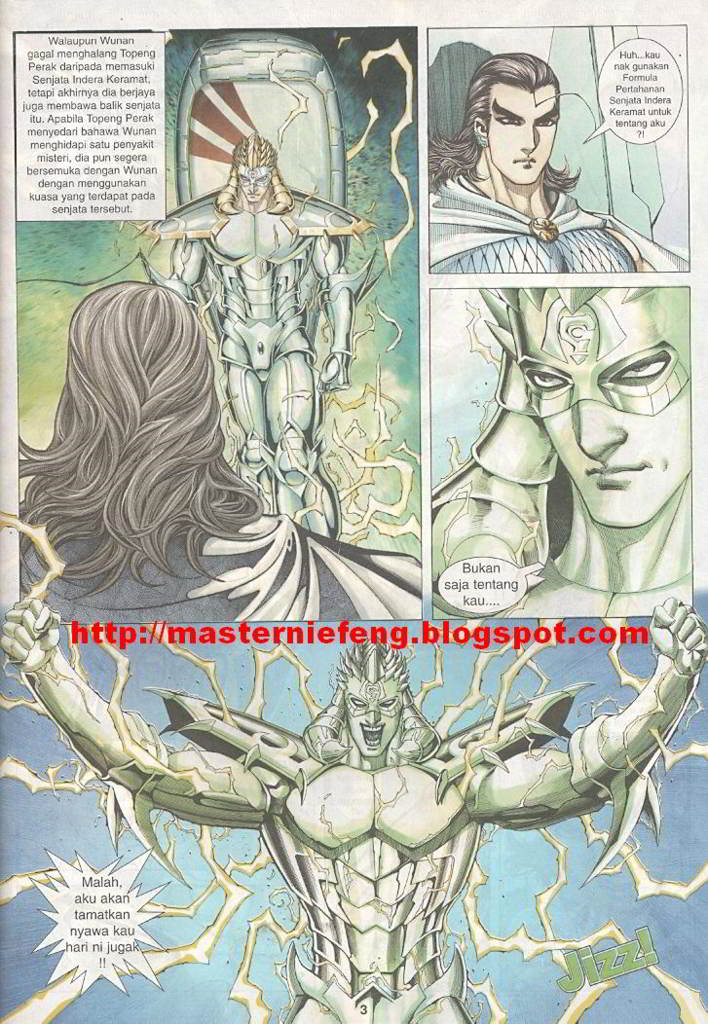 Walaupun Wunan
gagal menghalang Topeng
Perak daripada memasuki
Senjata Indera Keramat,
tetapi akhirnya dia berjaya
juga membawa balik senjata
itu. Apabila Topeng Perak
menyedari bahawa Wunan
menghidapi satu penyakit
misteri, dia pun segera
bersemuka dengan Wunan
dengan menggunakan
kuasa yang terdapat pada
senjata tersebut.
Huh...kau
nak gunakan
Formula
Pertahanan
Senjata Indera
Keramat untuk
tentang aku
?!
Bukan
saja tentang
kau....
http://masterniefeng.blogspot.com
Malah,
aku akan
tamatkan
nyawa kau
hari ni jugak
!!
Jizz!
3